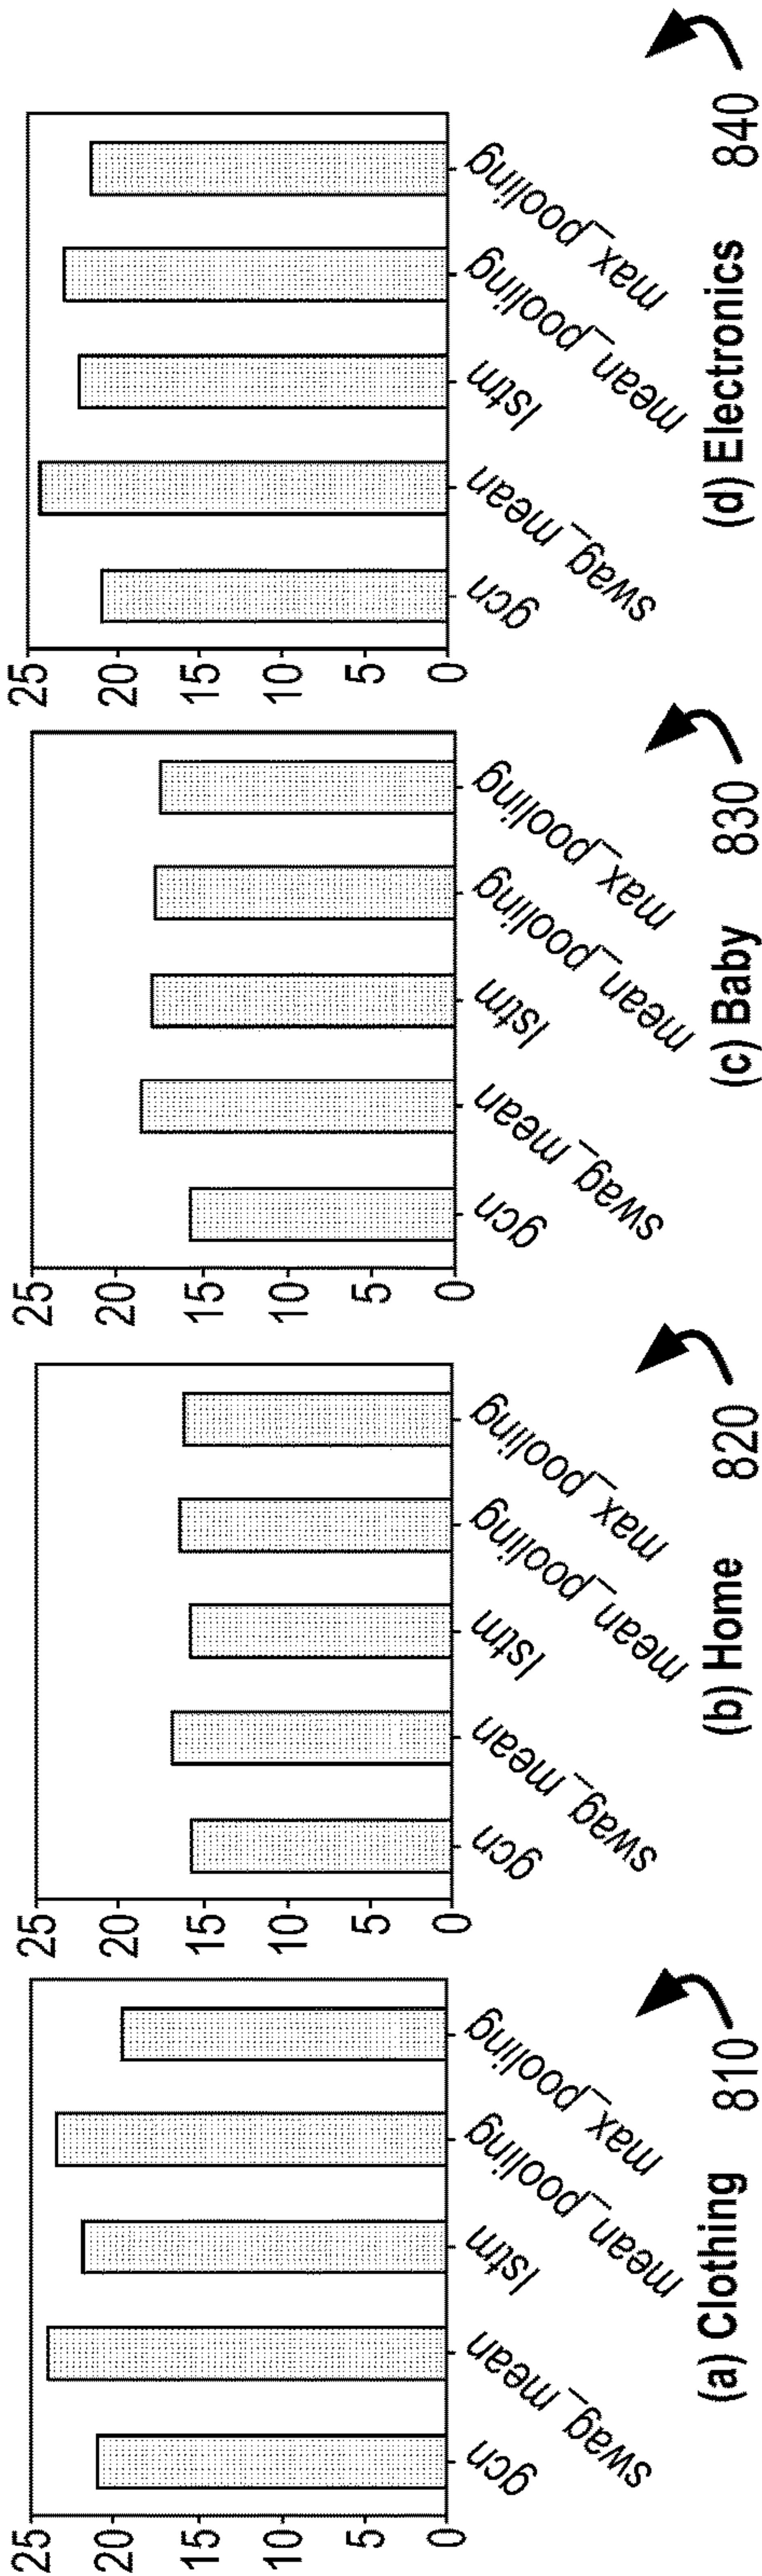 25
20
15
10
5
0
gcn
swag_mean
lstm
mean_pooling
max_pooling
(a) Clothing 810
25
20
15
10
5
0
gcn
swag_mean
lstm
mean_pooling
max_pooling
(b) Home 820
25
20
15
10
5
0
gcn
swag_mean
lstm
mean_pooling
max_pooling
(c) Baby 830
25
20
15
10
5
0
gcn
swag_mean
lstm
mean_pooling
max_pooling
(d) Electronics 840